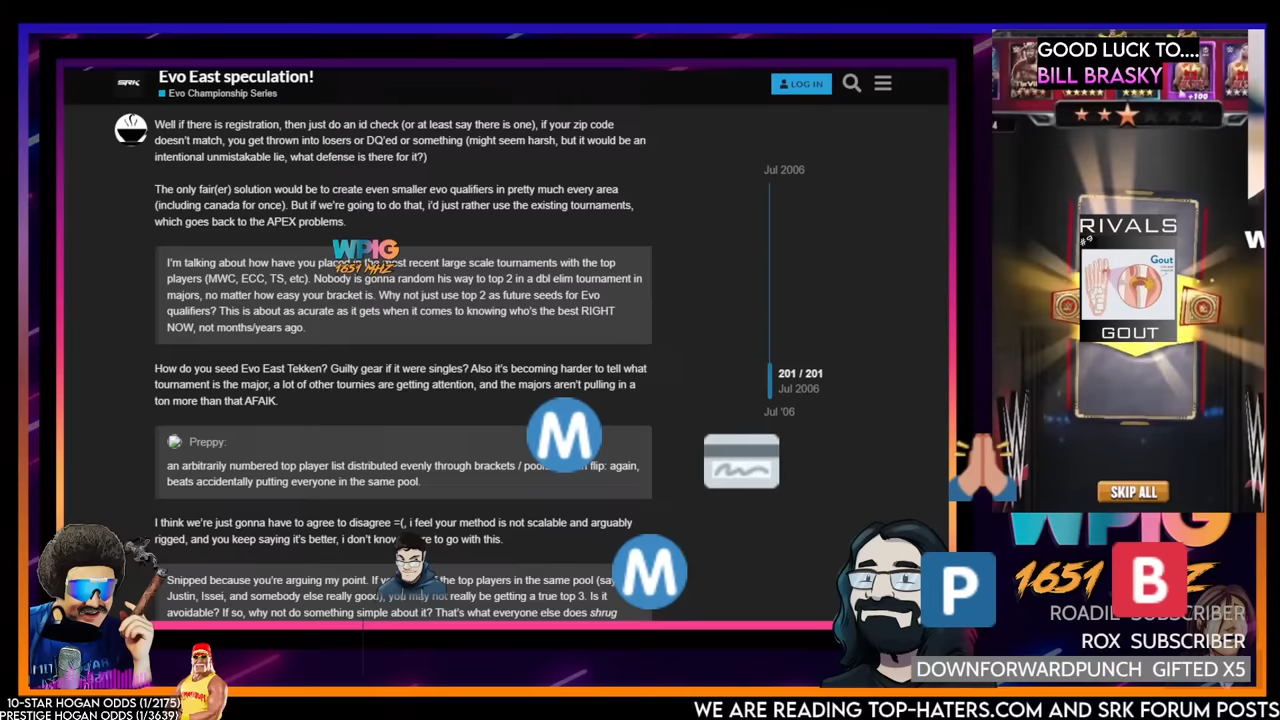 SRK
Evo East speculation!
Evo Championship Series
LOG IN
Well if there is registration, then just do an id check (or at least say there is one), if your zip code
doesn't match, you get thrown into losers or DQ'ed or something (might seem harsh, but it would be an
intentional unmistakable lie, what defense is there for it?)
The only fair(er) solution would be to create even smaller evo qualifiers in pretty much every area
(including canada for once). But if we're going to do that, i'd just rather use the existing tournaments,
which goes back to the APEX problems.
WPIG
1651 MHZ
I'm talking about how have you placed in the most recent large scale tournaments with the top
players (MWC, ECC, TS, etc). Nobody is gonna random his way to top 2 in a dbl elim tournament in
majors, no matter how easy your bracket is. Why not just use top 2 as future seeds for Evo
qualifiers? This is about as acurate as it gets when it comes to knowing who's the best RIGHT
NOW, not months/years ago.
How do you seed Evo East Tekken? Guilty gear if it were singles? Also it's becoming harder to tell what
tournament is the major, a lot of other tournies are getting attention, and the majors aren't pulling in a
ton more than that AFAIK.
Preppy:
an arbitrarily numbered top player list distributed evenly through brackets / flip: again,
beats accidentally putting everyone in the same pool.
I think we're just gonna have to agree to disagree =(, i feel your method is not scalable and arguably
rigged, and you keep saying it's better, i don't know to go with this.
Snipped because you're arguing my point. If the top players in the same pool
Justin, Issei, and somebody else really good), you may not really be getting a true top 3. Is it
avoidable? If so, why not do something simple about it? That's what everyone else does shrug
Jul 2006
201 / 201
Jul 2006
Jul '06
M
M
GOOD LUCK TO....
BILL BRASKY
+100
RIVALS
#9
Gout
GOUT
SKIP ALL
WPIG
1651 HZ
P
B
ROADIE SUBSCRIBER
ROX SUBSCRIBER
DOWNFORWARDPUNCH GIFTED X5
10-STAR HOGAN ODDS (1/2175)
PRESTIGE HOGAN ODDS (1/3639)
WE ARE READING TOP-HATERS.COM AND SRK FORUM POSTS